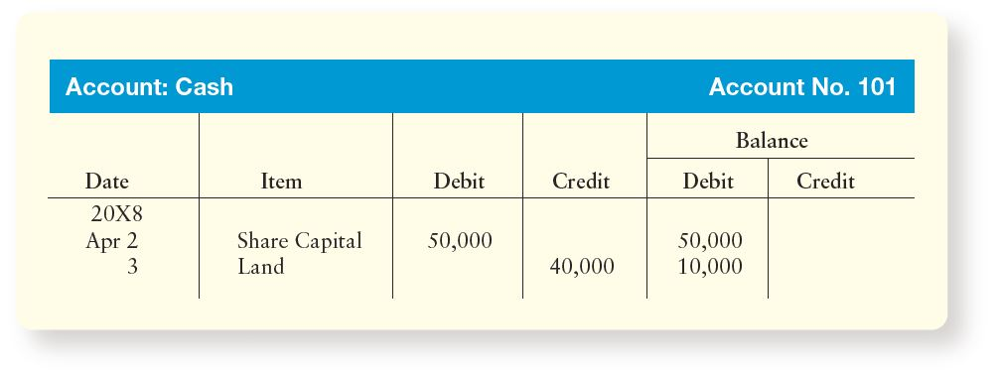 Account: Cash Account No. 101
Balance
Date Item Debit Credit Debit Credit
20X8
Apr 2 Share Capital 50,000 50,000
3 Land 40,000 10,000